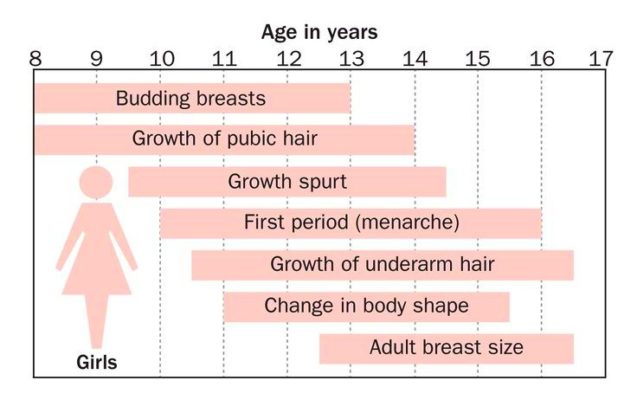 Age in years
8 9 10 11 12 13 14 15 16 17
Budding breasts
Growth of pubic hair
Growth spurt
First period (menarche)
Growth of underarm hair
Change in body shape
Adult breast size
Girls